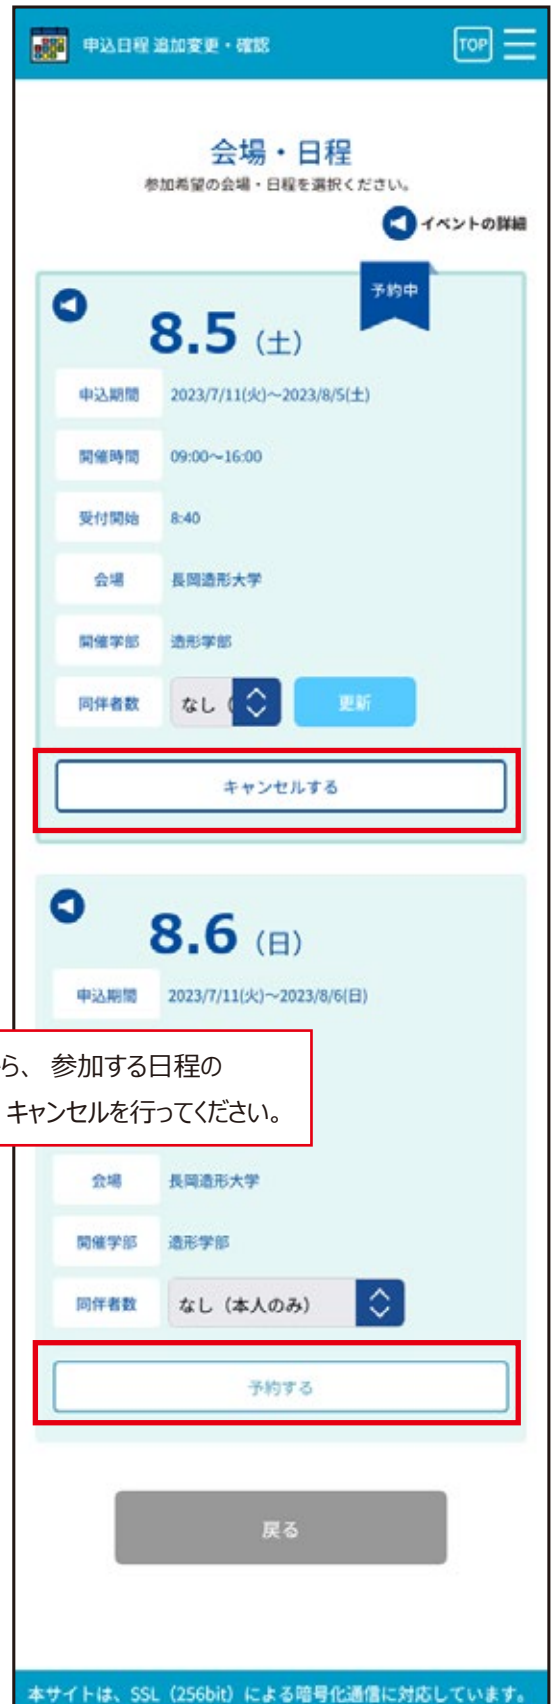 申込日程 追加変更・確認
TOP
会場・日程
参加希望の会場・日程を選択ください。
イベントの詳細
予約中
8.5（土）
申込期間 2023/7/11(火)～2023/8/5(土)
開催時間 09:00～16:00
受付開始 8:40
会場 長岡造形大学
開催学部 造形学部
同伴者数 なし（ 更新
キャンセルする
8.6（日）
申込期間 2023/7/11(火)～2023/8/6(日)
ら、参加する日程の
キャンセルを行ってください。
会場 長岡造形大学
開催学部 造形学部
同伴者数 なし（本人のみ）
予約する
戻る
本サイトは、SSL（256bit）による暗号化通信に対応しています。